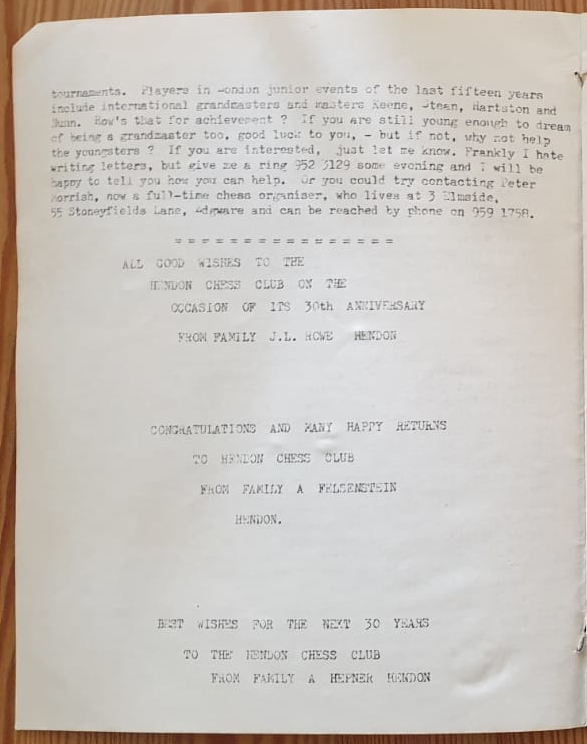 tournaments. Players in London junior events of the last fifteen years
include international grandmasters and masters Keene, Steen, Hartston and
Nunn. How's that for achievement ? If you are still young enough to dream
of being a grandmaster too, good luck to you, - but if not, why not help
the youngsters ? If you are interested, just let me know. Frankly I hate
writing letters, but give me a ring 952 3129 some evening and I will be
happy to tell you how you can help. Or you could try contacting Peter
Morrish, now a full-time chess organiser, who lives at 3 Elmside,
55 Stoneyfields Lane, Edgware and can be reached by phone on 959 1758.
= = = = = = = = = = = = = = = =
ALL GOOD WISHES TO THE
HENDON CHESS CLUB ON THE
OCCASION OF ITS 30th ANNIVERSARY
FROM FAMILY J.L. ROWE HENDON
CONGRATULATIONS AND MANY HAPPY RETURNS
TO HENDON CHESS CLUB
FROM FAMILY A FELSENSTEIN
HENDON.
BEST WISHES FOR THE NEXT 30 YEARS
TO THE HENDON CHESS CLUB
FROM FAMILY A HEPNER HENDON